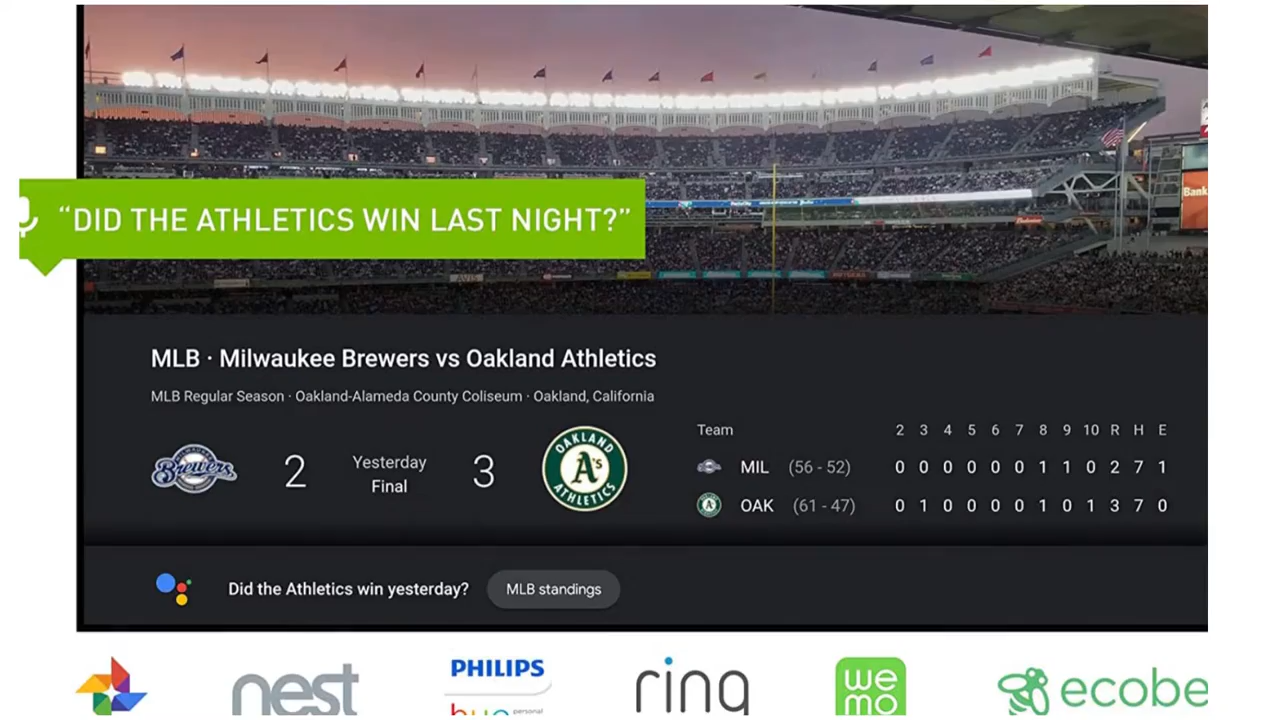 Bank
AVIS
"DID THE ATHLETICS WIN LAST NIGHT?"
MLB · Milwaukee Brewers vs Oakland Athletics
MLB Regular Season · Oakland-Alameda County Coliseum · Oakland, California
Team 2 3 4 5 6 7 8 9 10 R H E
Brewers 2 Yesterday Final 3 OAKLAND A's ATHLETICS
MIL (56 - 52) 0 0 0 0 0 0 1 1 0 2 7 1
OAK (61 - 47) 0 1 0 0 0 0 1 0 1 3 7 0
Did the Athletics win yesterday? MLB standings
nest PHILIPS ring we ecobe
hue personal mo